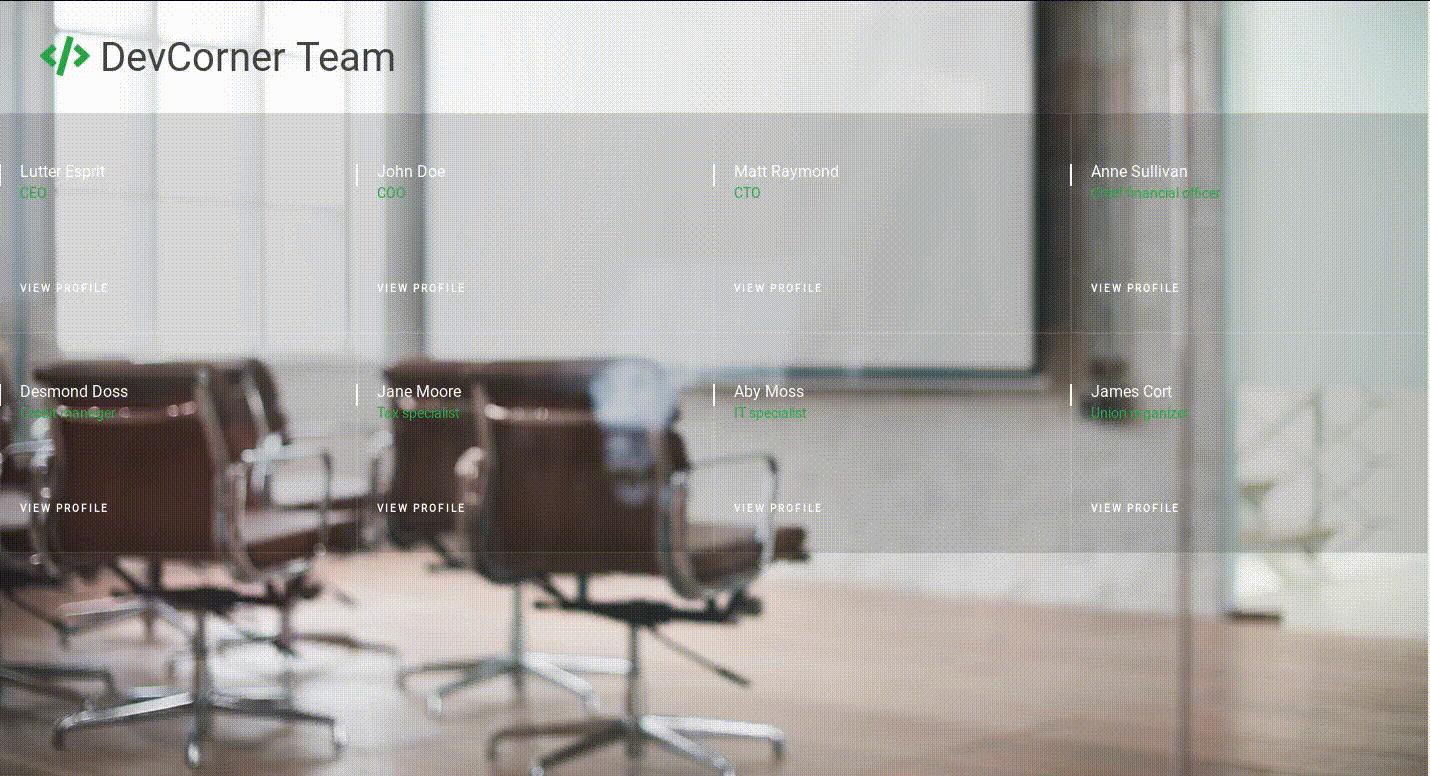 DevCorner Team
Lutter Esprit
CEO
VIEW PROFILE
John Doe
COO
VIEW PROFILE
Matt Raymond
CTO
VIEW PROFILE
Anne Sullivan
Chief financial officer
VIEW PROFILE
Desmond Doss
Credit manager
VIEW PROFILE
Jane Moore
Tax specialist
VIEW PROFILE
Aby Moss
IT specialist
VIEW PROFILE
James Cort
Union organize
VIEW PROFILE